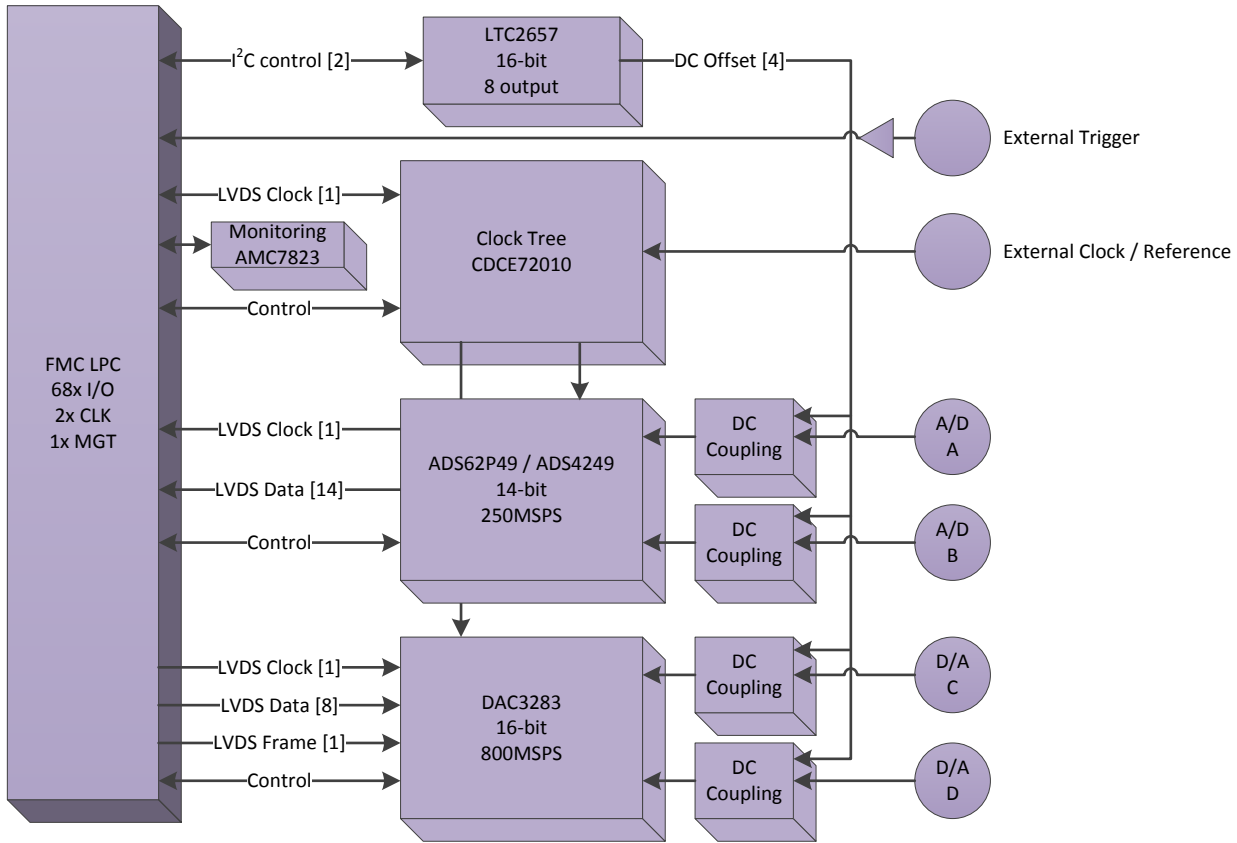 FMC LPC
68x I/O
2x CLK
1x MGT
I²C control [2]
LTC2657
16-bit
8 output
DC Offset [4]
External Trigger
LVDS Clock [1]
Monitoring
AMC7823
Control
Clock Tree
CDCE72010
External Clock / Reference
LVDS Clock [1]
LVDS Data [14]
Control
ADS62P49 / ADS4249
14-bit
250MSPS
DC
Coupling
A/D
A
DC
Coupling
A/D
B
LVDS Clock [1]
LVDS Data [8]
LVDS Frame [1]
Control
DAC3283
16-bit
800MSPS
DC
Coupling
D/A
C
DC
Coupling
D/A
D